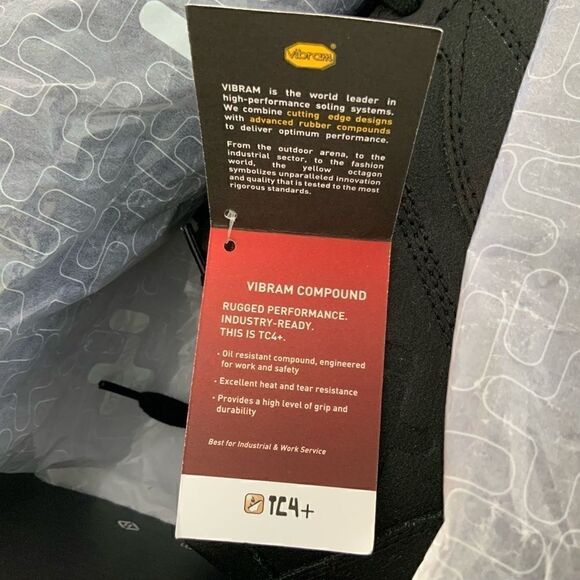 vibram®
VIBRAM is the world leader in
high-performance soling systems.
We combine cutting edge designs
with advanced rubber compounds
to deliver optimum performance.
From the outdoor arena, to the
industrial sector, to the fashion
world, the yellow octagon
symbolizes unparalleled innovation
and quality that is tested to the most
rigorous standards.
VIBRAM COMPOUND
RUGGED PERFORMANCE.
INDUSTRY-READY.
THIS IS TC4+.
• Oil resistant compound, engineered
for work and safety
• Excellent heat and tear resistance
• Provides a high level of grip and
durability
Best for Industrial & Work Service
TC4+